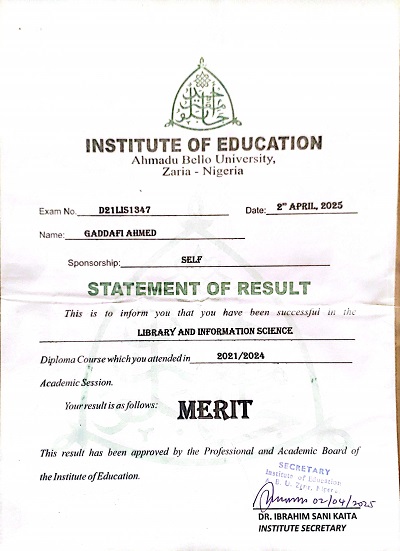 INSTITUTE OF EDUCATION
Ahmadu Bello University,
Zaria - Nigeria
Exam No. D21LIS1347 Date: 2ⁿᵈ APRIL, 2025
Name: GADDAFI AHMED
Sponsorship: SELF
STATEMENT OF RESULT
This is to inform you that you have been successful in the
LIBRARY AND INFORMATION SCIENCE
Diploma Course which you attended in 2021/2024
Academic Session.
Your result is as follows: MERIT
This result has been approved by the Professional and Academic Board of
the Institute of Education.
SECRETARY
Institute of Education
02/04/2025
DR. IBRAHIM SANI KAITA
INSTITUTE SECRETARY